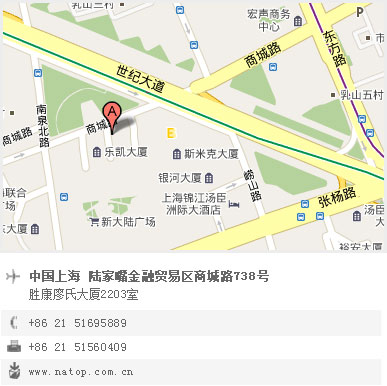 乳山三村
宏声商务
中心
P
东方路
世纪大道
商城路
乳山五村
南泉北路
商城
A
乐凯大厦
斯米克大厦
银河大厦
崂山路
上海锦江汤臣
洲际大酒店
张杨路
联合
厦
新大陆广场
汤臣
裕安大厦
中国上海 陆家嘴金融贸易区商城路738号
胜康廖氏大厦2203室
+86 21 51695889
+86 21 51560409
www.natop.com.cn